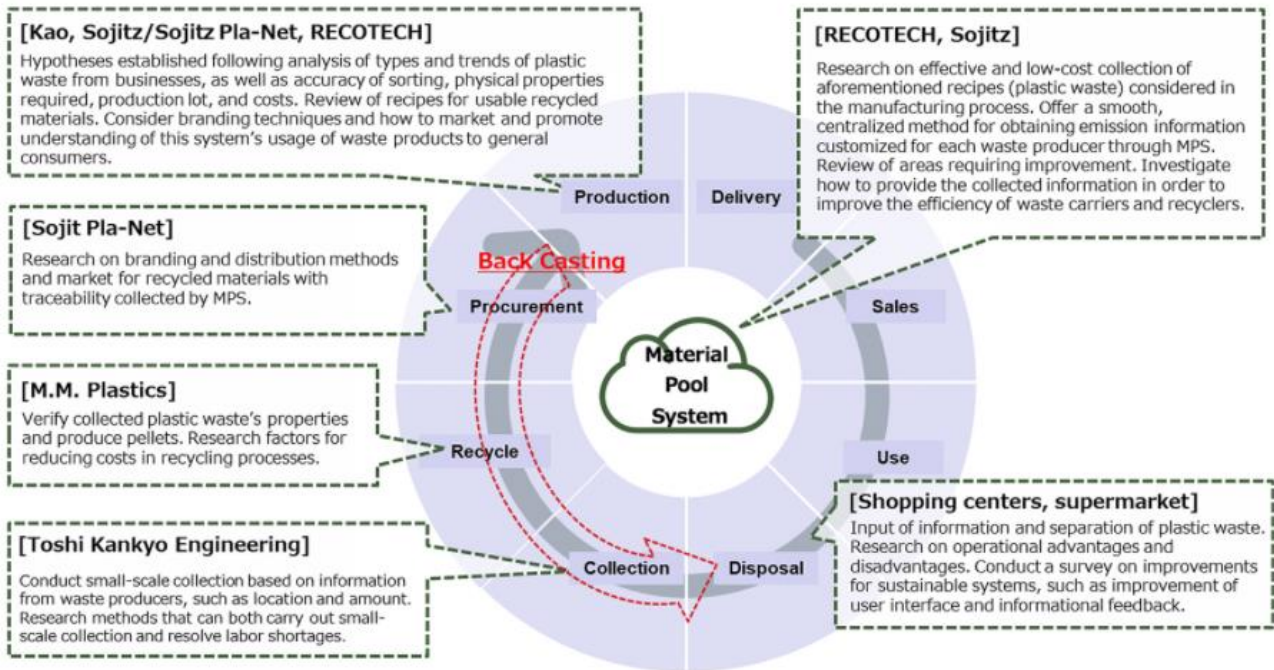 [Kao, Sojitz/Sojitz Pla-Net, RECOTECH]
Hypotheses established following analysis of types and trends of plastic
waste from businesses, as well as accuracy of sorting, physical properties
required, production lot, and costs. Review of recipes for usable recycled
materials. Consider branding techniques and how to market and promote
understanding of this system's usage of waste products to general
consumers.
[RECOTECH, Sojitz]
Research on effective and low-cost collection of
aforementioned recipes (plastic waste) considered in
the manufacturing process. Offer a smooth,
centralized method for obtaining emission information
customized for each waste producer through MPS.
Review of areas requiring improvement. Investigate
how to provide the collected information in order to
improve the efficiency of waste carriers and recyclers.
Production
Delivery
[Sojit Pla-Net]
Research on branding and distribution methods
and market for recycled materials with
traceability collected by MPS.
Back Casting
Procurement
Sales
Material
Pool
System
[M.M. Plastics]
Verify collected plastic waste's properties
and produce pellets. Research factors for
reducing costs in recycling processes.
Recycle
Use
[Shopping centers, supermarket]
Input of information and separation of plastic waste.
Research on operational advantages and
disadvantages. Conduct a survey on improvements
for sustainable systems, such as improvement of
user interface and informational feedback.
[Toshi Kankyo Engineering]
Conduct small-scale collection based on information
from waste producers, such as location and amount.
Research methods that can both carry out small-
scale collection and resolve labor shortages.
Collection
Disposal